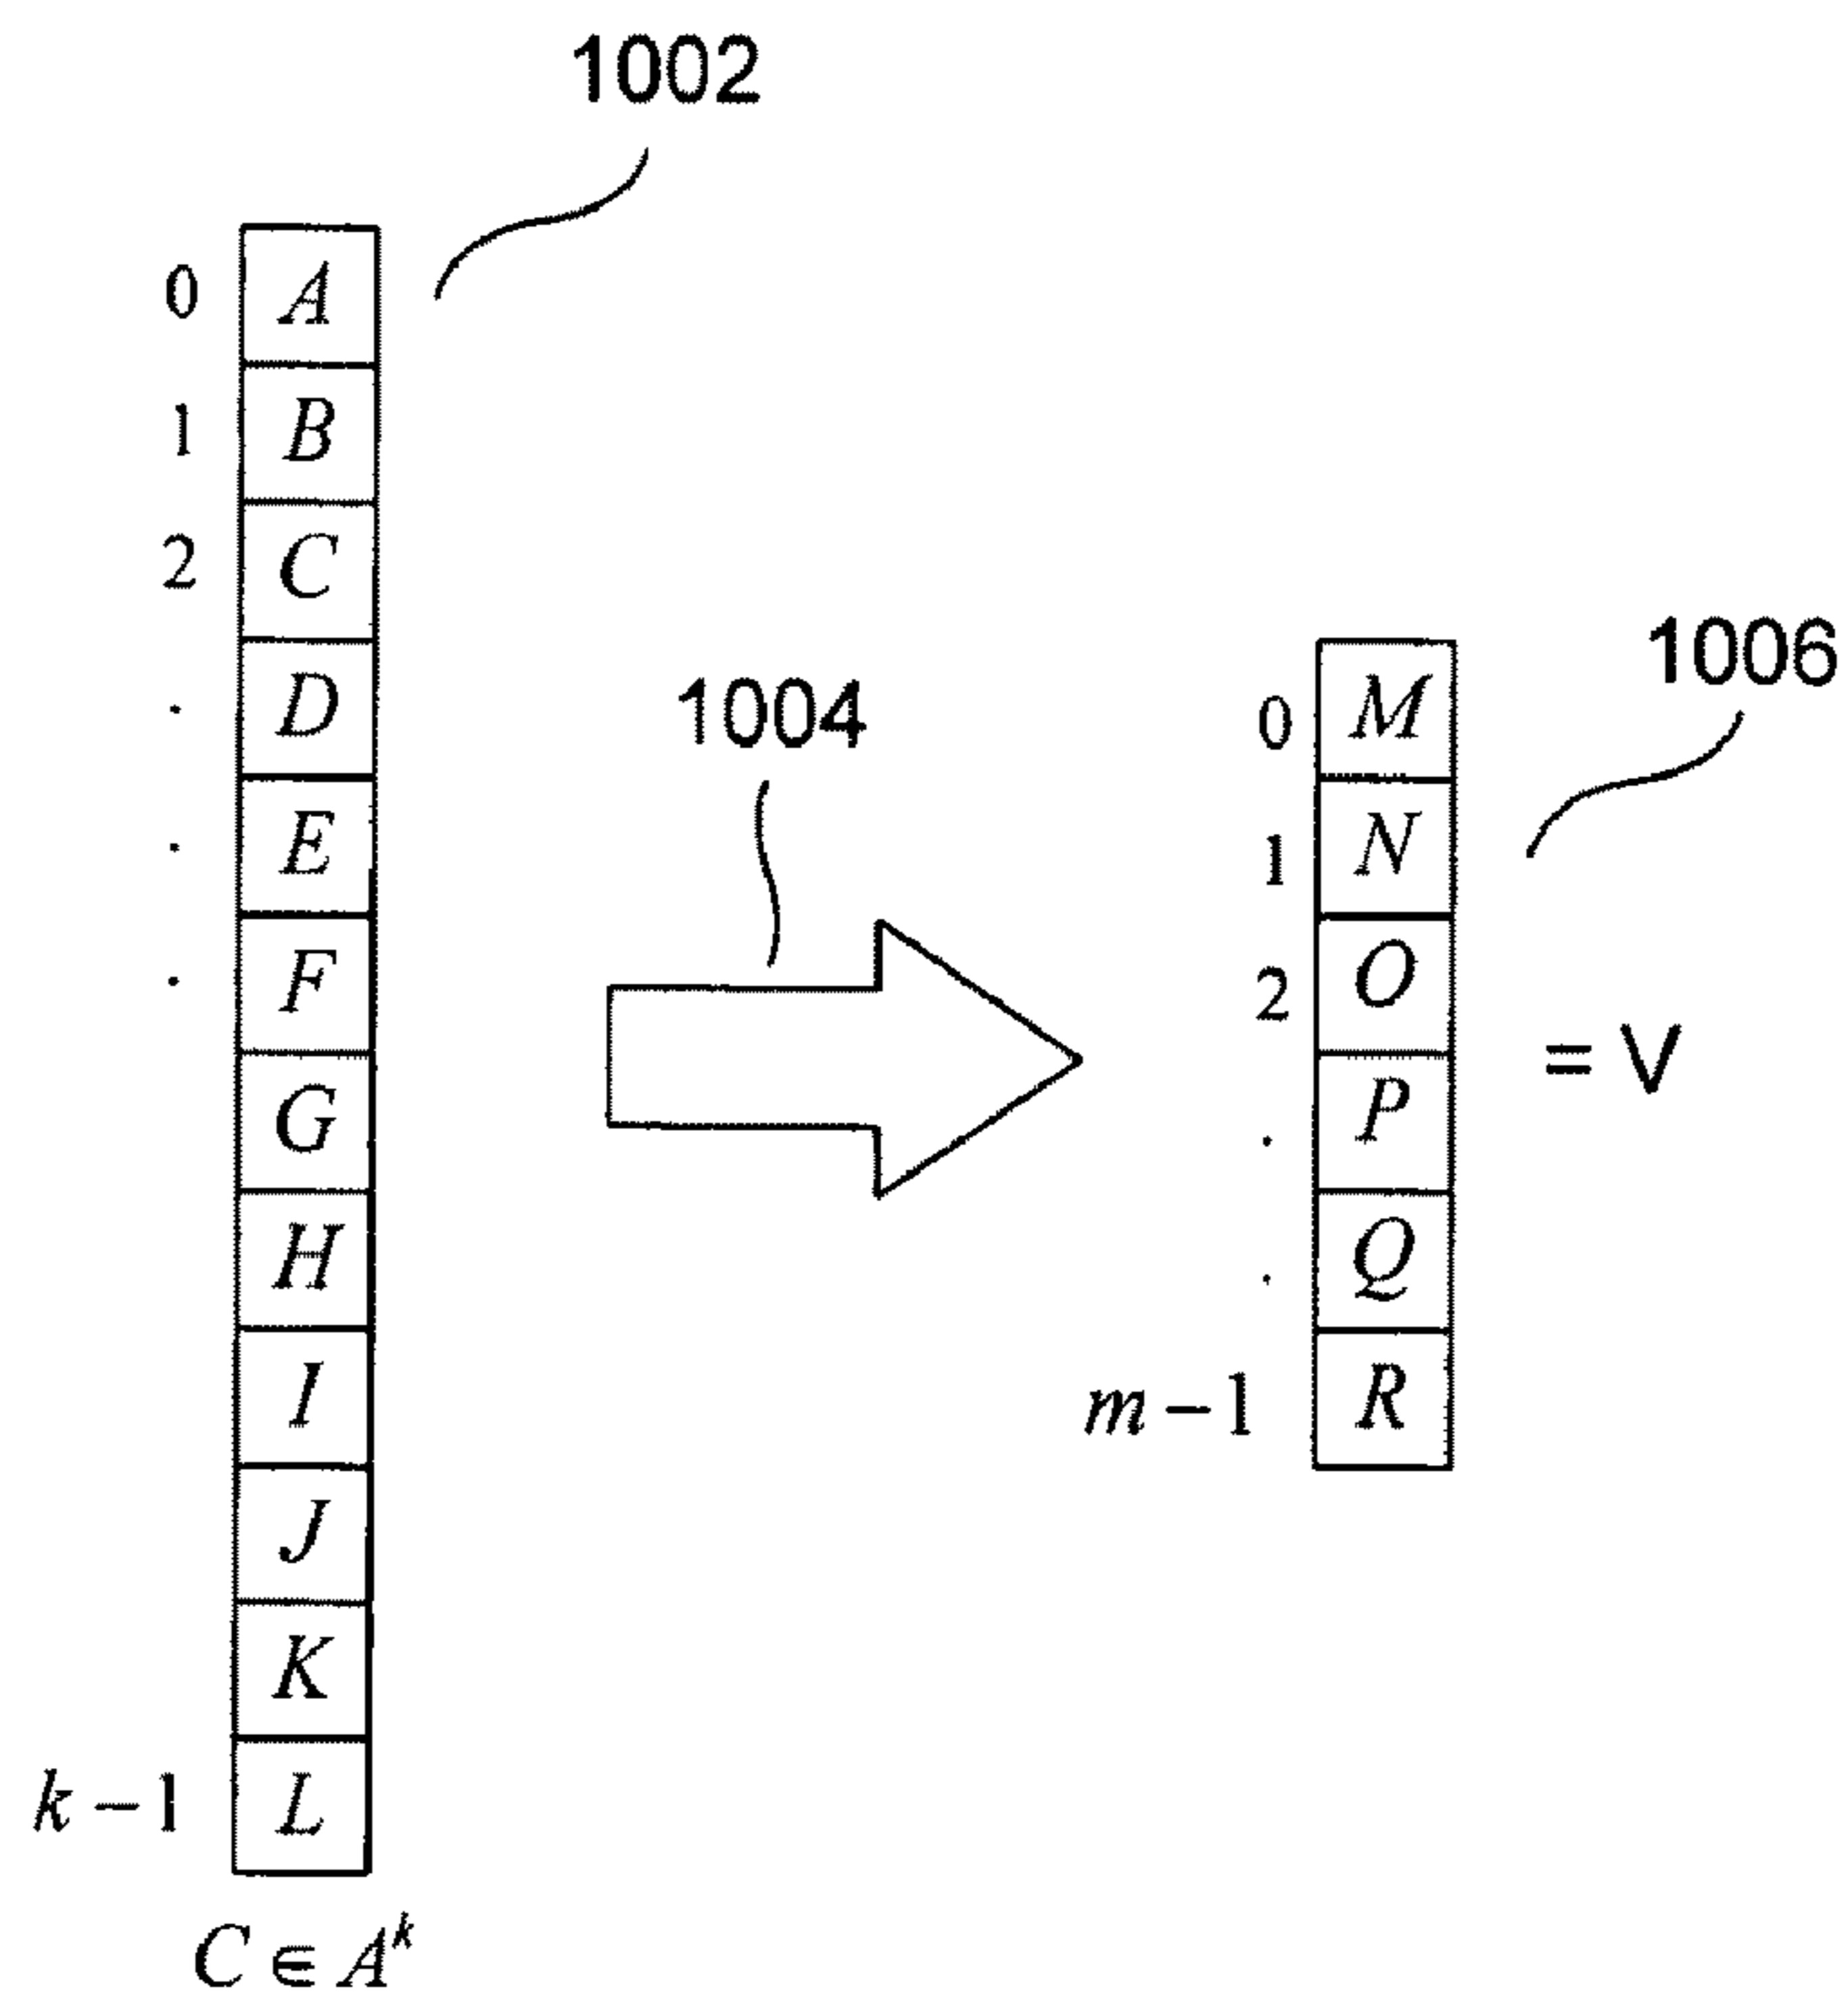 1002
0 A
1 B
2 C
. D
. E
. F
G
H
I
J
K
k-1 L
C ∈ A^k
1004
1006
0 M
1 N
2 O
. P
. Q
m-1 R
≡ V